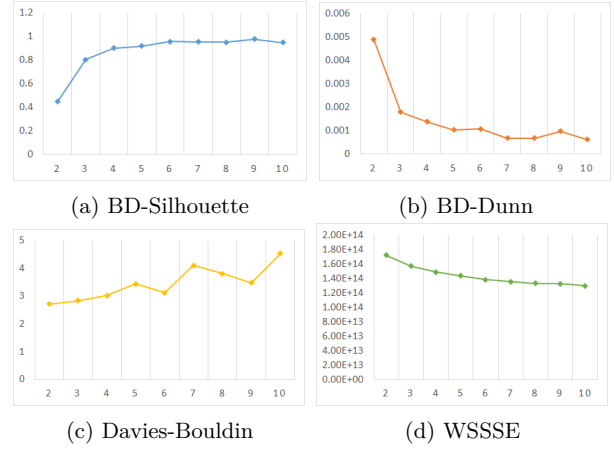 1.2
1
0.8
0.6
0.4
0.2
0
2 3 4 5 6 7 8 9 10
(a) BD-Silhouette
0.006
0.005
0.004
0.003
0.002
0.001
0
2 3 4 5 6 7 8 9 10
(b) BD-Dunn
5
4
3
2
1
0
2 3 4 5 6 7 8 9 10
(c) Davies-Bouldin
2.00E+14
1.80E+14
1.60E+14
1.40E+14
1.20E+14
1.00E+14
8.00E+13
6.00E+13
4.00E+13
2.00E+13
0.00E+00
2 3 4 5 6 7 8 9 10
(d) WSSSE